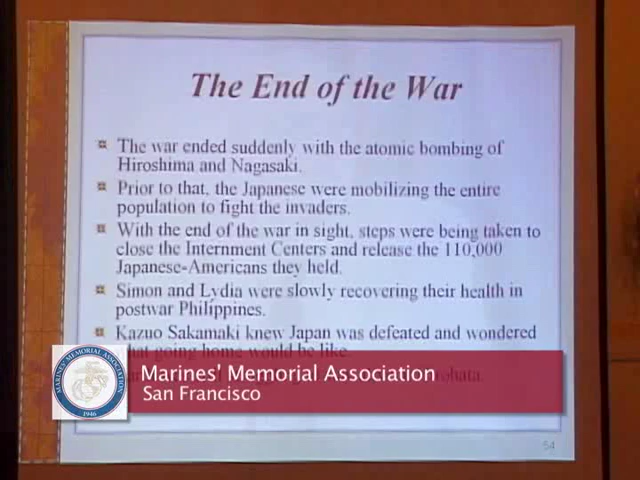 The End of the War
The war ended suddenly with the atomic bombing of
Hiroshima and Nagasaki.
Prior to that, the Japanese were mobilizing the entire
population to fight the invaders.
With the end of the war in sight, steps were being taken to
close the Internment Centers and release the 110,000
Japanese-Americans they held.
Simon and Lydia were slowly recovering their health in
postwar Philippines.
Kazuo Sakamaki knew Japan was defeated and wondered
what going home would be like.
Marines' Memorial Association
San Francisco
MARINES' MEMORIAL ASSOCIATION
1946
54